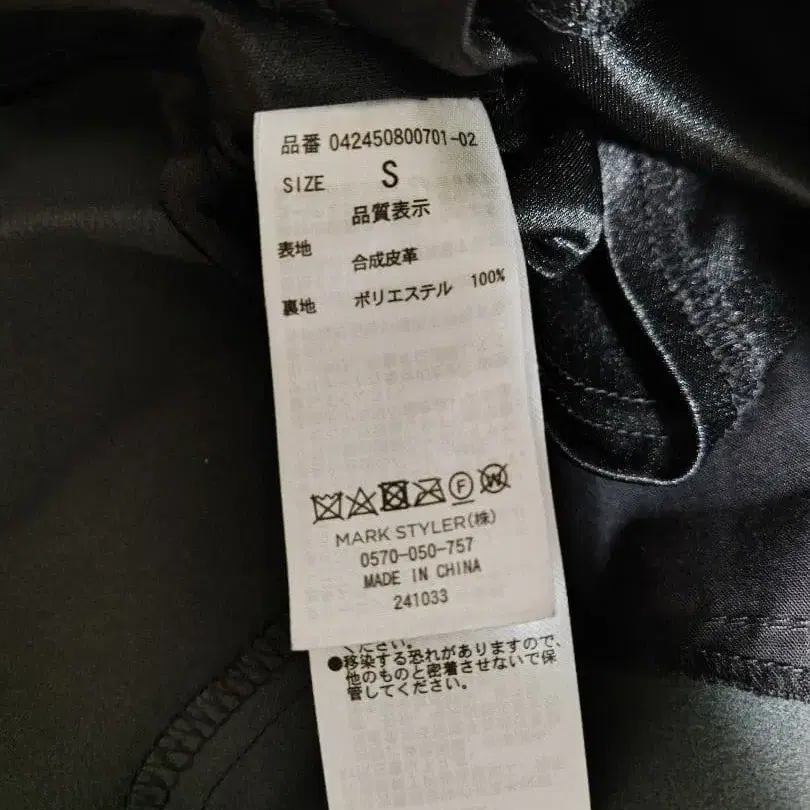 品番 042450800701-02
SIZE S
品質表示
表地 合成皮革
裏地 ポリエステル 100%
F W
MARK STYLER(株)
0570-050-757
MADE IN CHINA
241033
ください。
●移染する恐れがありますので、
他のものと密着させないで保
管してください。